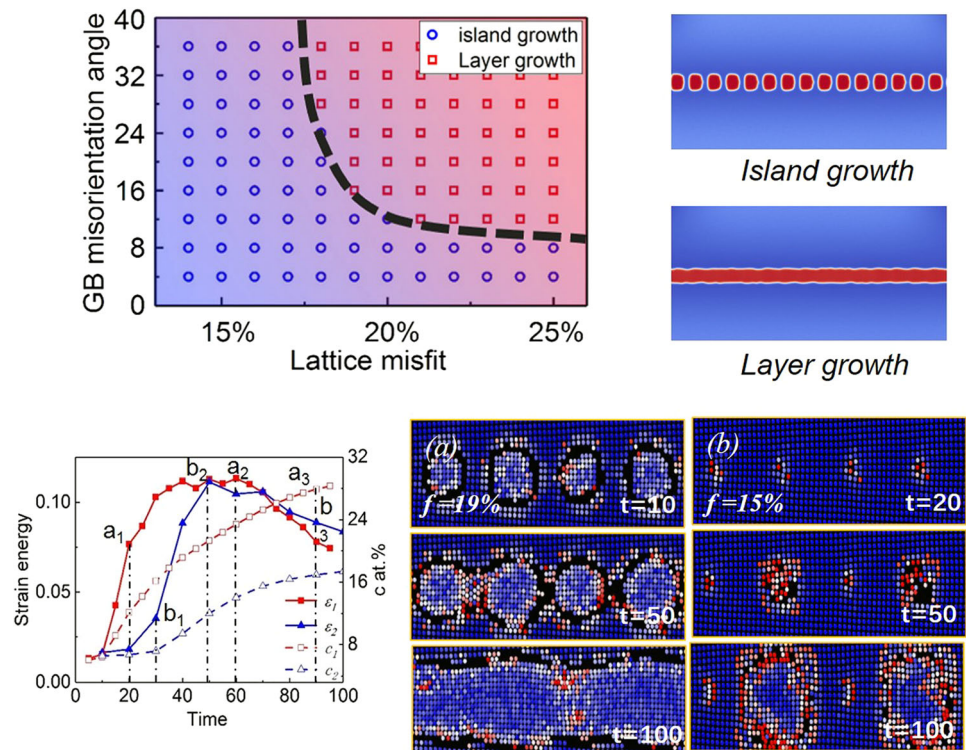 40
32
24
16
8
0
GB misorientation angle
island growth
Layer growth
15%
20%
25%
Lattice misfit
Island growth
Layer growth
0.10
0.05
0.00
Strain energy
32
28
24
16
8
c at.%
a1
b1
b2
a2
a3
b
3
ε1
ε2
c1
c2
0
20
40
60
80
100
Time
(a)
f=19%
t=10
t=50
t=100
(b)
f=15%
t=20
t=50
t=100